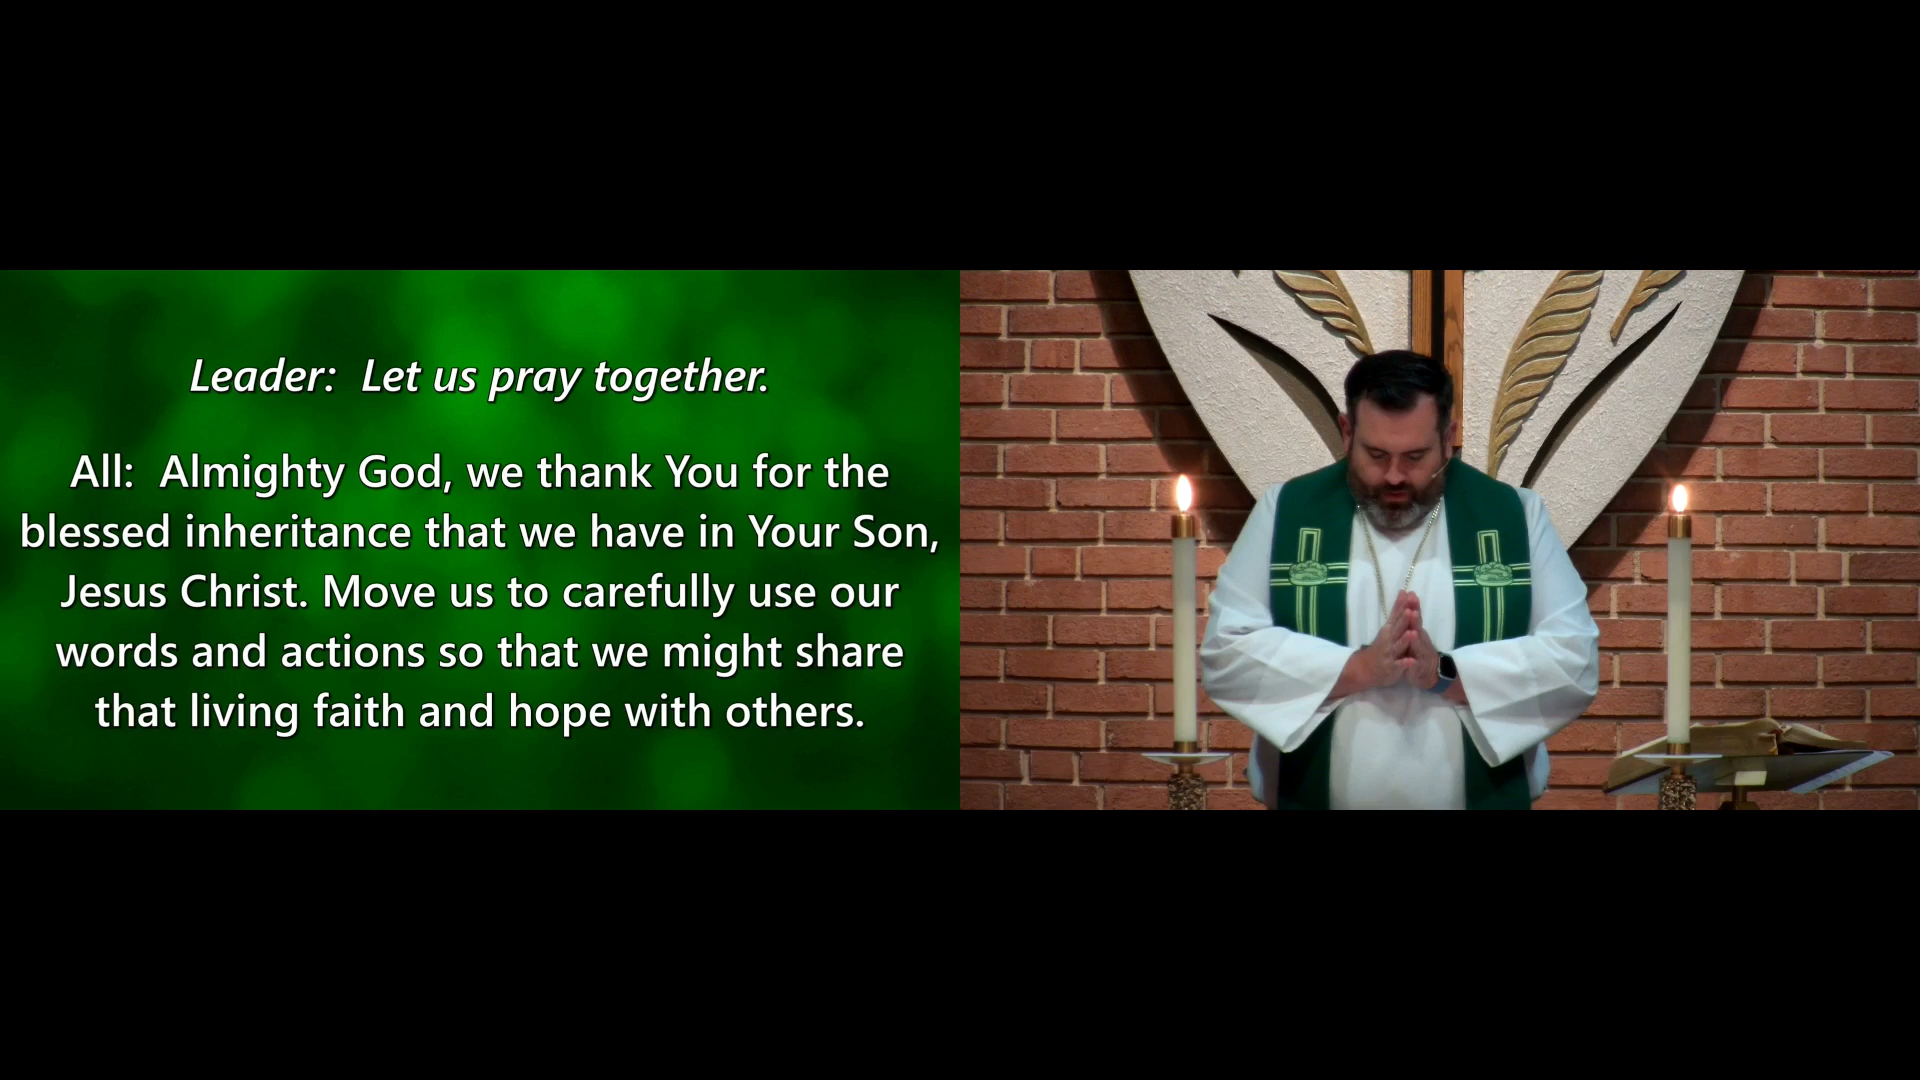 Leader:  Let us pray together.
All:  Almighty God, we thank You for the
blessed inheritance that we have in Your Son,
Jesus Christ. Move us to carefully use our
words and actions so that we might share
that living faith and hope with others.